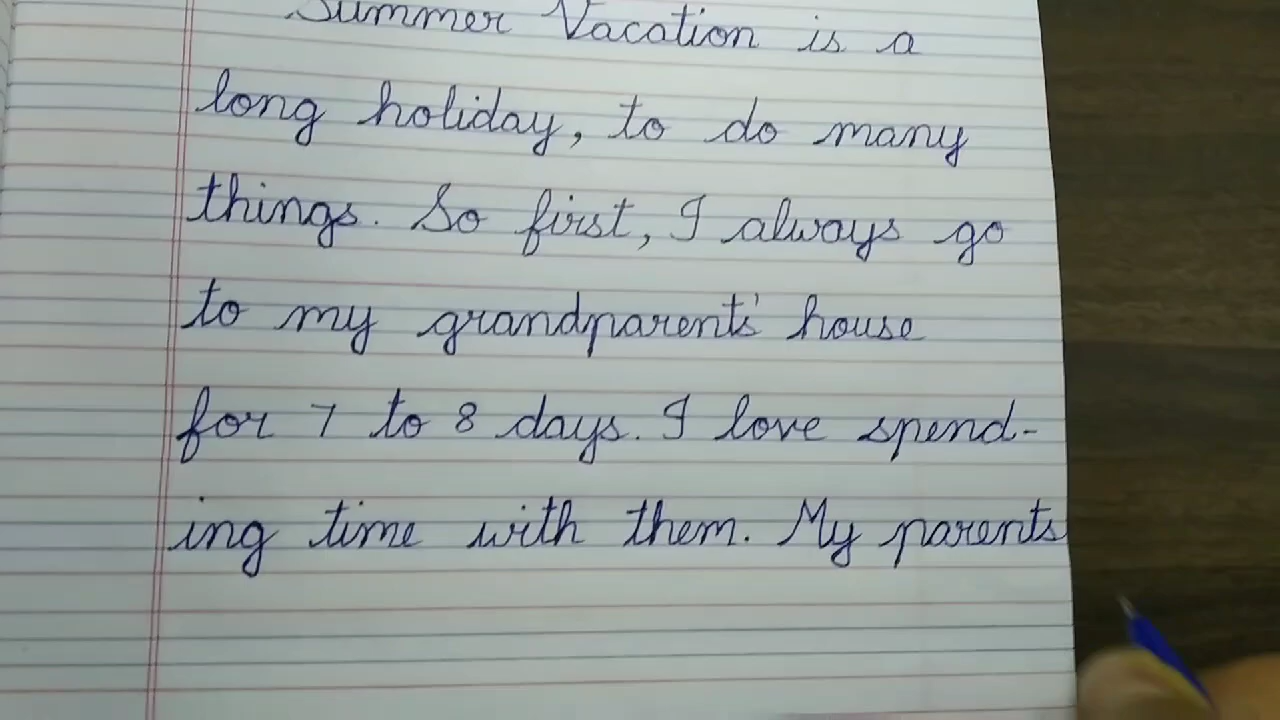 Summer Vacation is a
long holiday, to do many
things. So first, I always go
to my grandparents' house
for 7 to 8 days. I love spend-
ing time with them. My parents